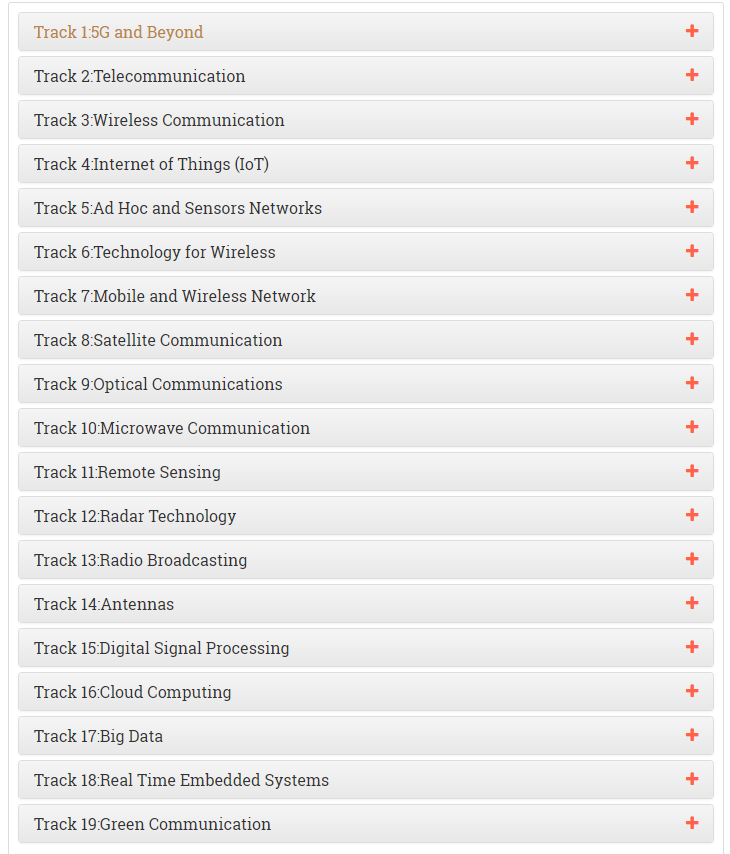 Track 1:5G and Beyond
Track 2:Telecommunication
Track 3:Wireless Communication
Track 4:Internet of Things (IoT)
Track 5:Ad Hoc and Sensors Networks
Track 6:Technology for Wireless
Track 7:Mobile and Wireless Network
Track 8:Satellite Communication
Track 9:Optical Communications
Track 10:Microwave Communication
Track 11:Remote Sensing
Track 12:Radar Technology
Track 13:Radio Broadcasting
Track 14:Antennas
Track 15:Digital Signal Processing
Track 16:Cloud Computing
Track 17:Big Data
Track 18:Real Time Embedded Systems
Track 19:Green Communication